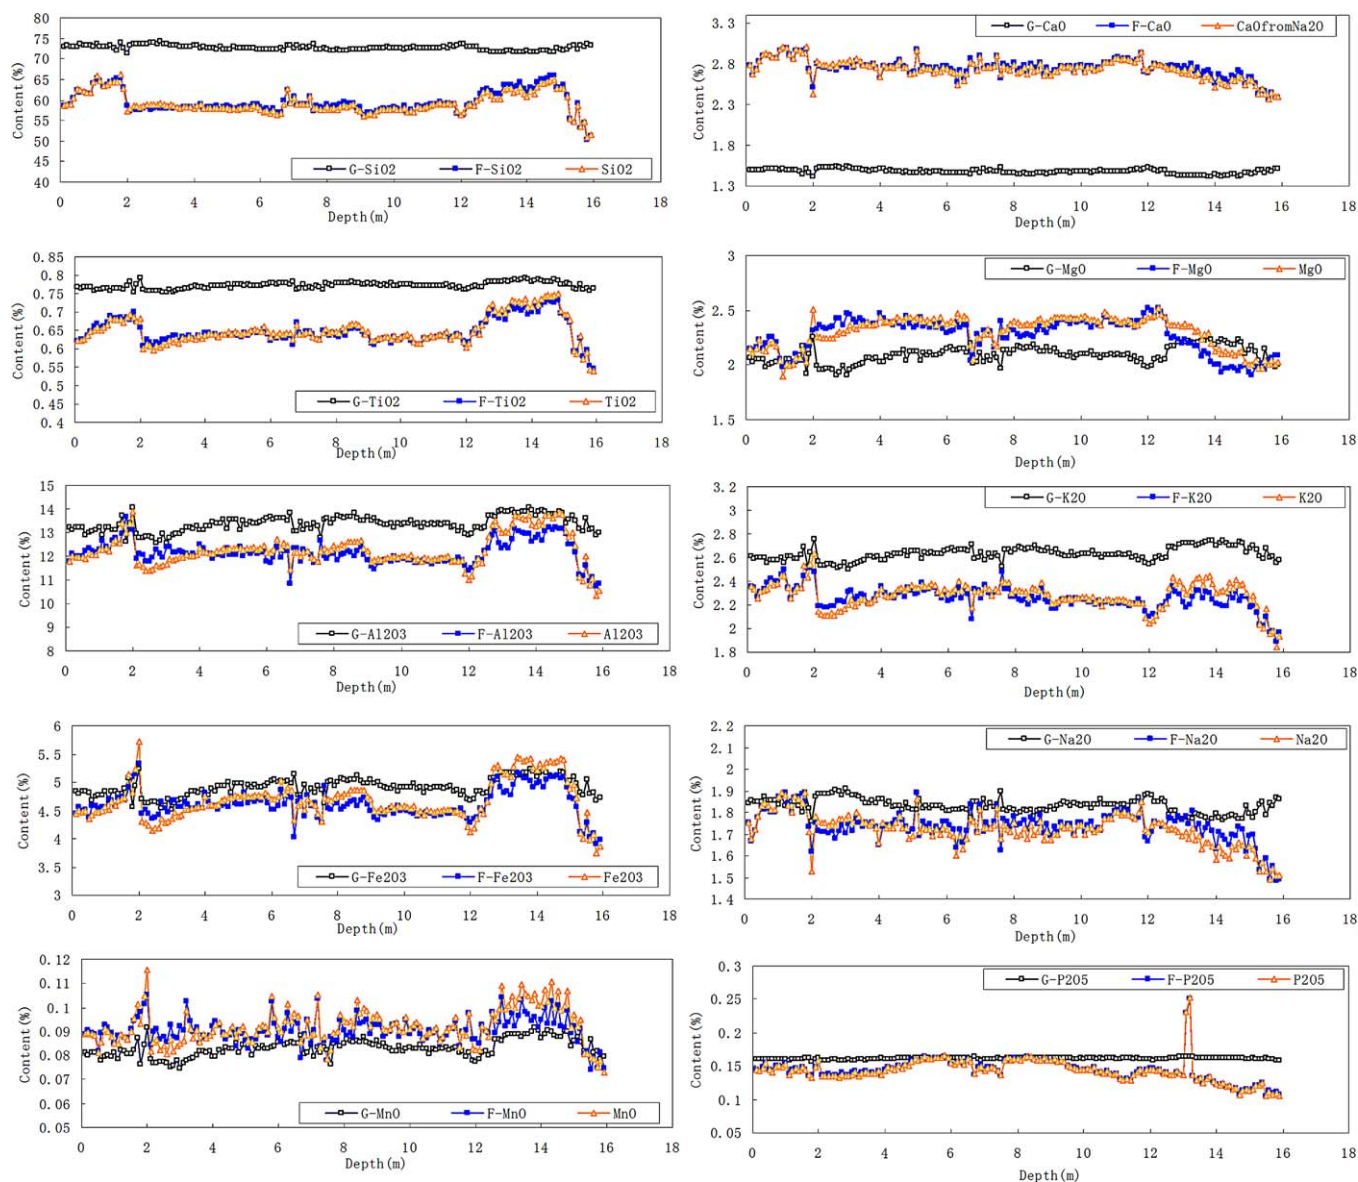 80
75
70
65
60
55
50
45
40
Content(%)
G-SiO2 F-SiO2 SiO2
0 2 4 6 8 10 12 14 16 18
Depth(m)
3.3
2.8
2.3
1.8
1.3
Content(%)
G-CaO F-CaO CaOfromNa2O
0 2 4 6 8 10 12 14 16 18
Depth(m)
0.85
0.8
0.75
0.7
0.65
0.6
0.55
0.5
0.45
0.4
Content(%)
G-TiO2 F-TiO2 TiO2
0 2 4 6 8 10 12 14 16 18
Depth(m)
3
2.5
2
1.5
Content(%)
G-MgO F-MgO MgO
0 2 4 6 8 10 12 14 16 18
Depth(m)
15
14
13
12
11
10
9
8
Content(%)
G-Al2O3 F-Al2O3 Al2O3
0 2 4 6 8 10 12 14 16 18
Depth(m)
3.2
3
2.8
2.6
2.4
2.2
2
1.8
Content(%)
G-K2O F-K2O K2O
0 2 4 6 8 10 12 14 16 18
Depth(m)
6
5.5
5
4.5
4
3.5
3
Content(%)
G-Fe2O3 F-Fe2O3 Fe2O3
0 2 4 6 8 10 12 14 16 18
Depth(m)
2.2
2.1
2
1.9
1.8
1.7
1.6
1.5
1.4
Content(%)
G-Na2O F-Na2O Na2O
0 2 4 6 8 10 12 14 16 18
Depth(m)
0.12
0.11
0.1
0.09
0.08
0.07
0.06
0.05
Content(%)
G-MnO F-MnO MnO
0 2 4 6 8 10 12 14 16 18
Depth(m)
0.3
0.25
0.2
0.15
0.1
0.05
Content(%)
G-P2O5 F-P2O5 P2O5
0 2 4 6 8 10 12 14 16 18
Depth(m)